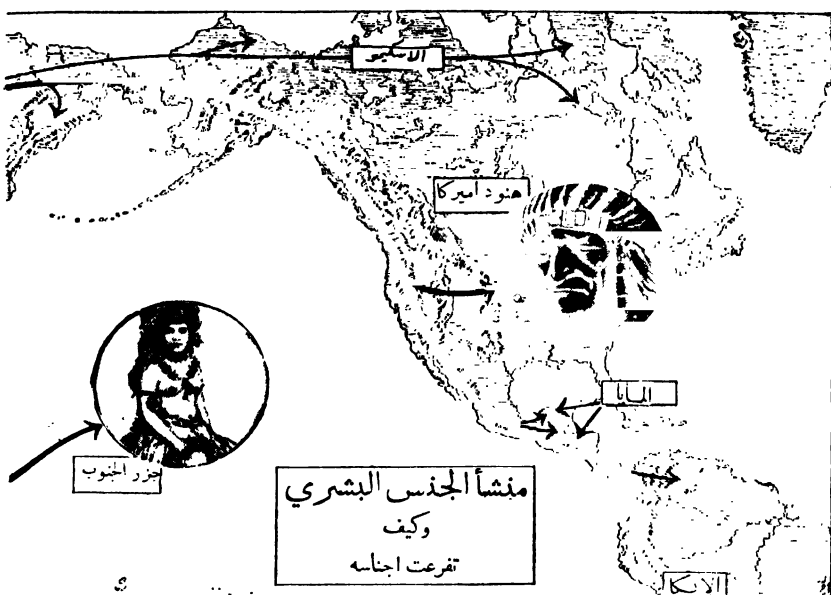 الاسكيمو
هنود أميركا
المايا
جزر الجنوب
منشأ الجنس البشري
وكيف
تفرعت اجناسه
الانكا